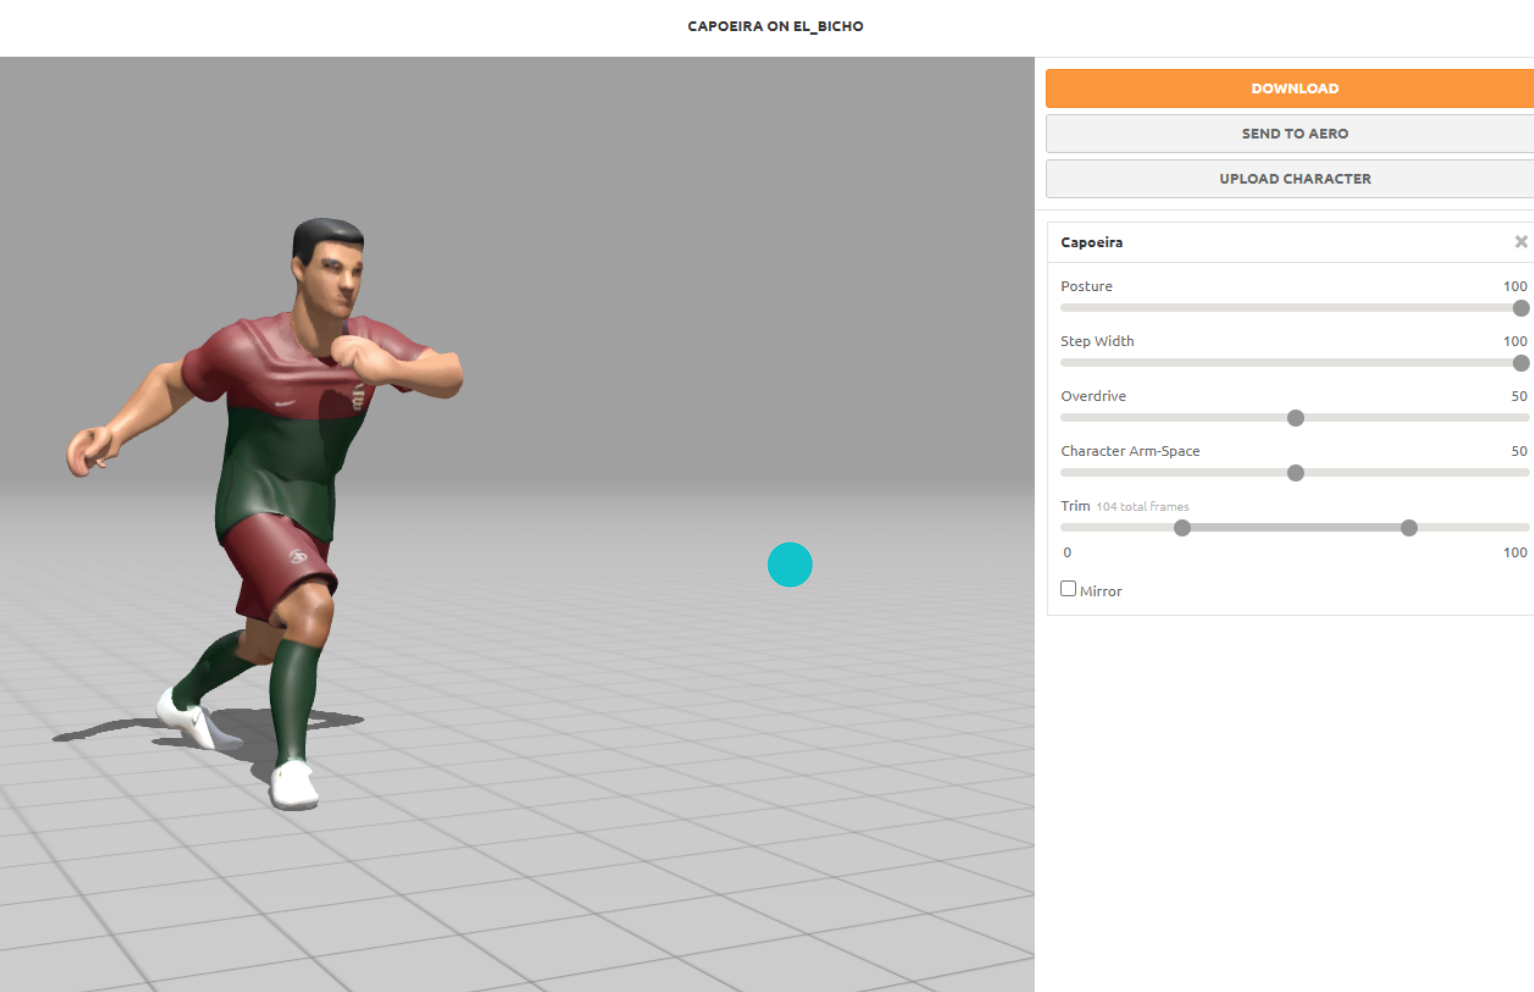 CAPOEIRA ON EL_BICHO
DOWNLOAD
SEND TO AERO
UPLOAD CHARACTER
Capoeira
Posture 100
Step Width 100
Overdrive 50
Character Arm-Space 50
Trim 104 total frames
0 100
Mirror